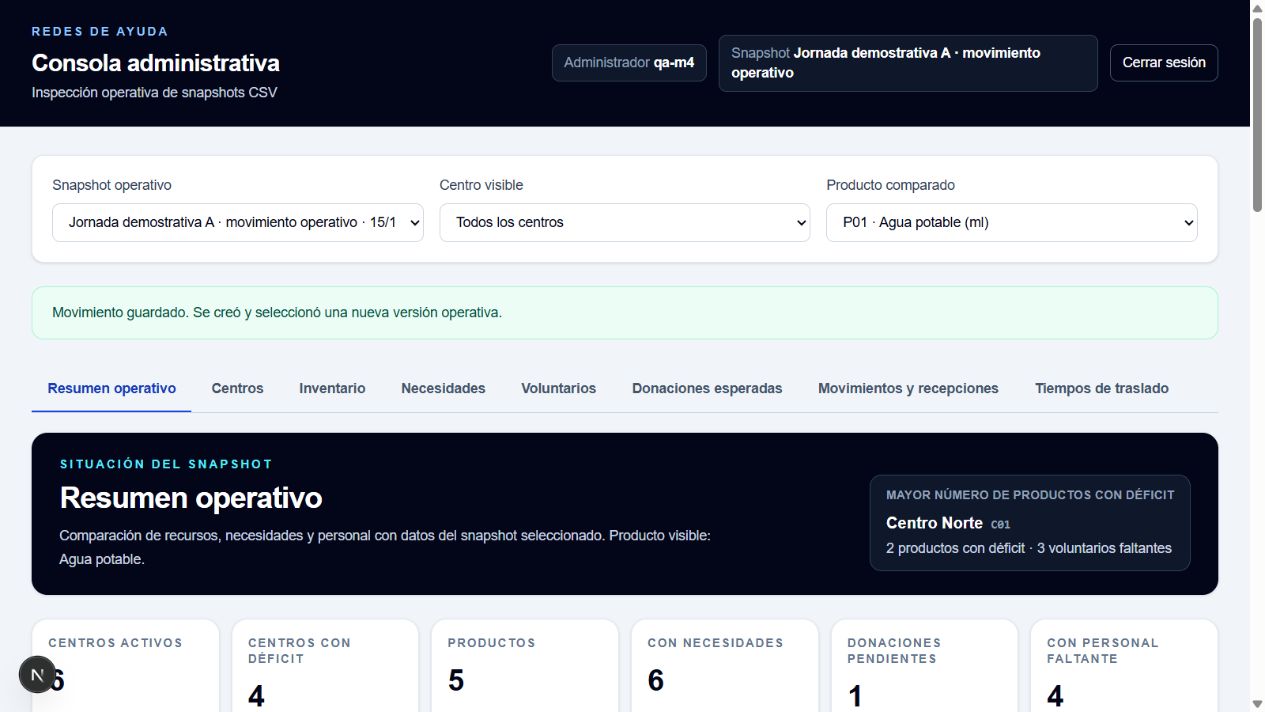 REDES DE AYUDA
Consola administrativa
Inspección operativa de snapshots CSV
Administrador qa-m4
Snapshot Jornada demostrativa A · movimiento
operativo
Cerrar sesión
Snapshot operativo
Jornada demostrativa A · movimiento operativo · 15/1
Centro visible
Todos los centros
Producto comparado
P01 · Agua potable (ml)
Movimiento guardado. Se creó y seleccionó una nueva versión operativa.
Resumen operativo
Centros
Inventario
Necesidades
Voluntarios
Donaciones esperadas
Movimientos y recepciones
Tiempos de traslado
SITUACIÓN DEL SNAPSHOT
Resumen operativo
Comparación de recursos, necesidades y personal con datos del snapshot seleccionado. Producto visible:
Agua potable.
MAYOR NÚMERO DE PRODUCTOS CON DÉFICIT
Centro Norte C01
2 productos con déficit · 3 voluntarios faltantes
CENTROS ACTIVOS
6
CENTROS CON
DÉFICIT
4
PRODUCTOS
5
CON NECESIDADES
6
DONACIONES
PENDIENTES
1
CON PERSONAL
FALTANTE
4
N